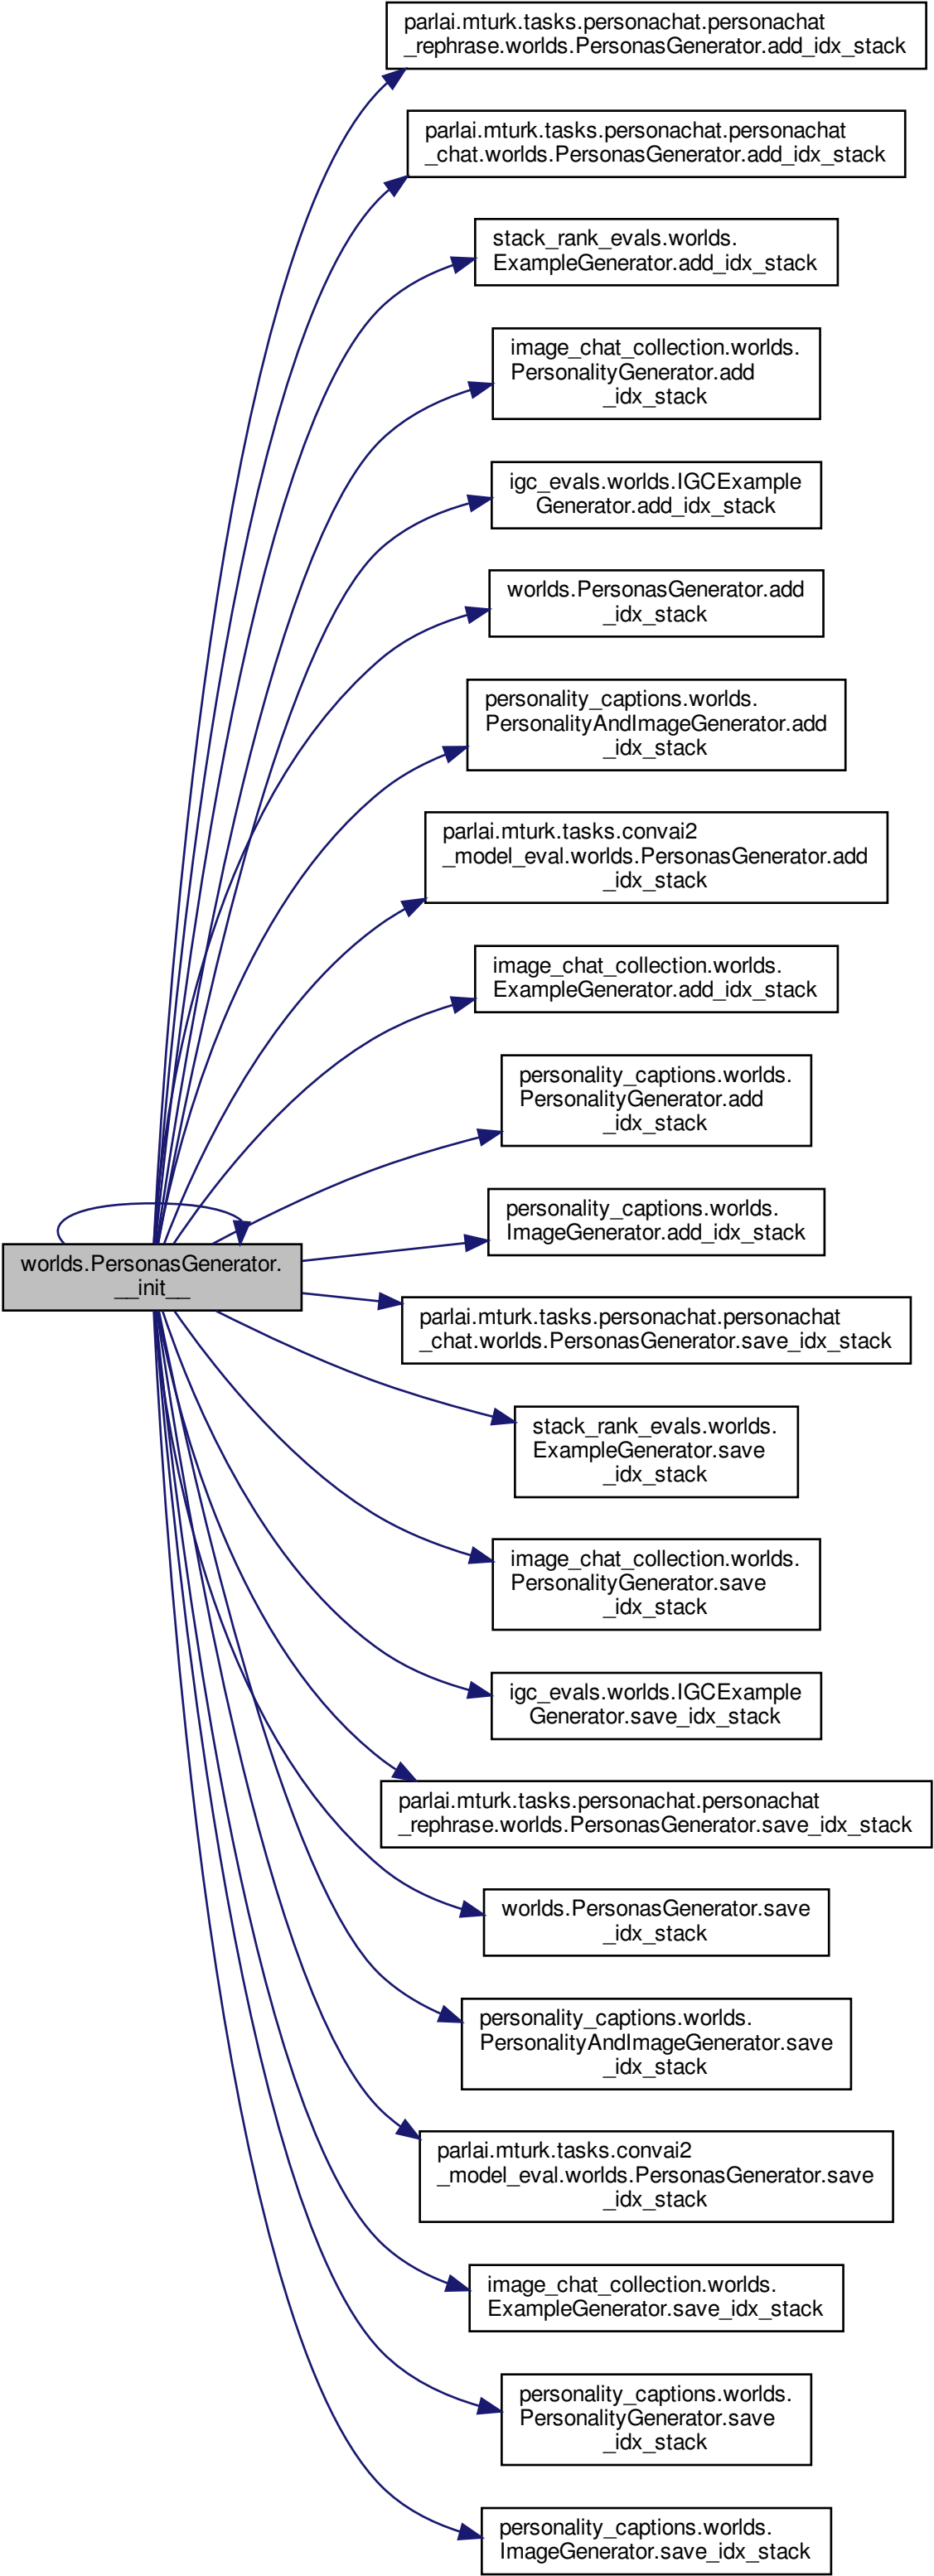 parlai.mturk.tasks.personachat.personachat
_rephrase.worlds.PersonasGenerator.add_idx_stack
parlai.mturk.tasks.personachat.personachat
_chat.worlds.PersonasGenerator.add_idx_stack
stack_rank_evals.worlds.
ExampleGenerator.add_idx_stack
image_chat_collection.worlds.
PersonalityGenerator.add
_idx_stack
igc_evals.worlds.IGCExample
Generator.add_idx_stack
worlds.PersonasGenerator.add
_idx_stack
personality_captions.worlds.
PersonalityAndImageGenerator.add
_idx_stack
parlai.mturk.tasks.convai2
_model_eval.worlds.PersonasGenerator.add
_idx_stack
image_chat_collection.worlds.
ExampleGenerator.add_idx_stack
personality_captions.worlds.
PersonalityGenerator.add
_idx_stack
personality_captions.worlds.
ImageGenerator.add_idx_stack
worlds.PersonasGenerator.
__init__
parlai.mturk.tasks.personachat.personachat
_chat.worlds.PersonasGenerator.save_idx_stack
stack_rank_evals.worlds.
ExampleGenerator.save
_idx_stack
image_chat_collection.worlds.
PersonalityGenerator.save
_idx_stack
igc_evals.worlds.IGCExample
Generator.save_idx_stack
parlai.mturk.tasks.personachat.personachat
_rephrase.worlds.PersonasGenerator.save_idx_stack
worlds.PersonasGenerator.save
_idx_stack
personality_captions.worlds.
PersonalityAndImageGenerator.save
_idx_stack
parlai.mturk.tasks.convai2
_model_eval.worlds.PersonasGenerator.save
_idx_stack
image_chat_collection.worlds.
ExampleGenerator.save_idx_stack
personality_captions.worlds.
PersonalityGenerator.save
_idx_stack
personality_captions.worlds.
ImageGenerator.save_idx_stack